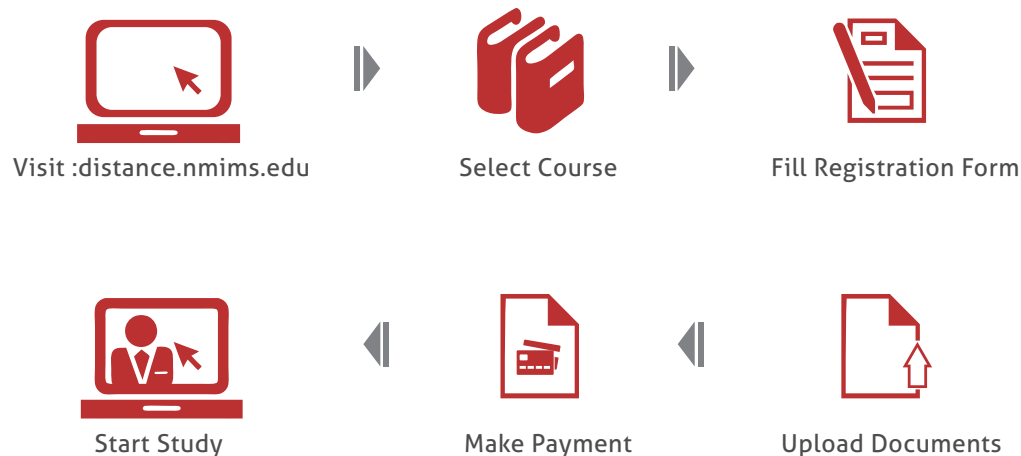 Visit :distance.nmims.edu
Select Course
Fill Registration Form
Upload Documents
Make Payment
Start Study